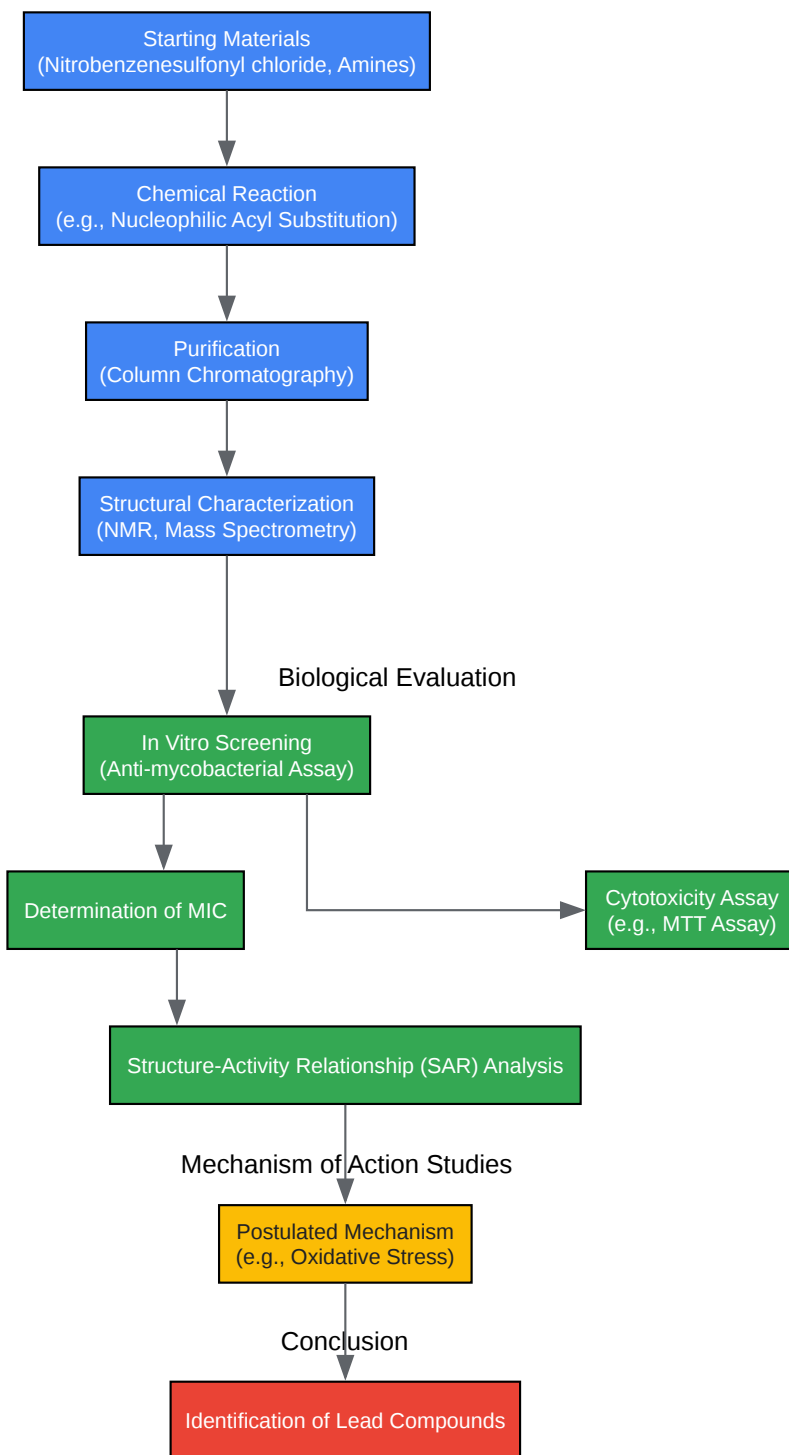 Starting Materials
(Nitrobenzenesulfonyl chloride, Amines)
Chemical Reaction
(e.g., Nucleophilic Acyl Substitution)
Purification
(Column Chromatography)
Structural Characterization
(NMR, Mass Spectrometry)
Biological Evaluation
In Vitro Screening
(Anti-mycobacterial Assay)
Determination of MIC
Cytotoxicity Assay
(e.g., MTT Assay)
Structure-Activity Relationship (SAR) Analysis
Mechanism of Action Studies
Postulated Mechanism
(e.g., Oxidative Stress)
Conclusion
Identification of Lead Compounds